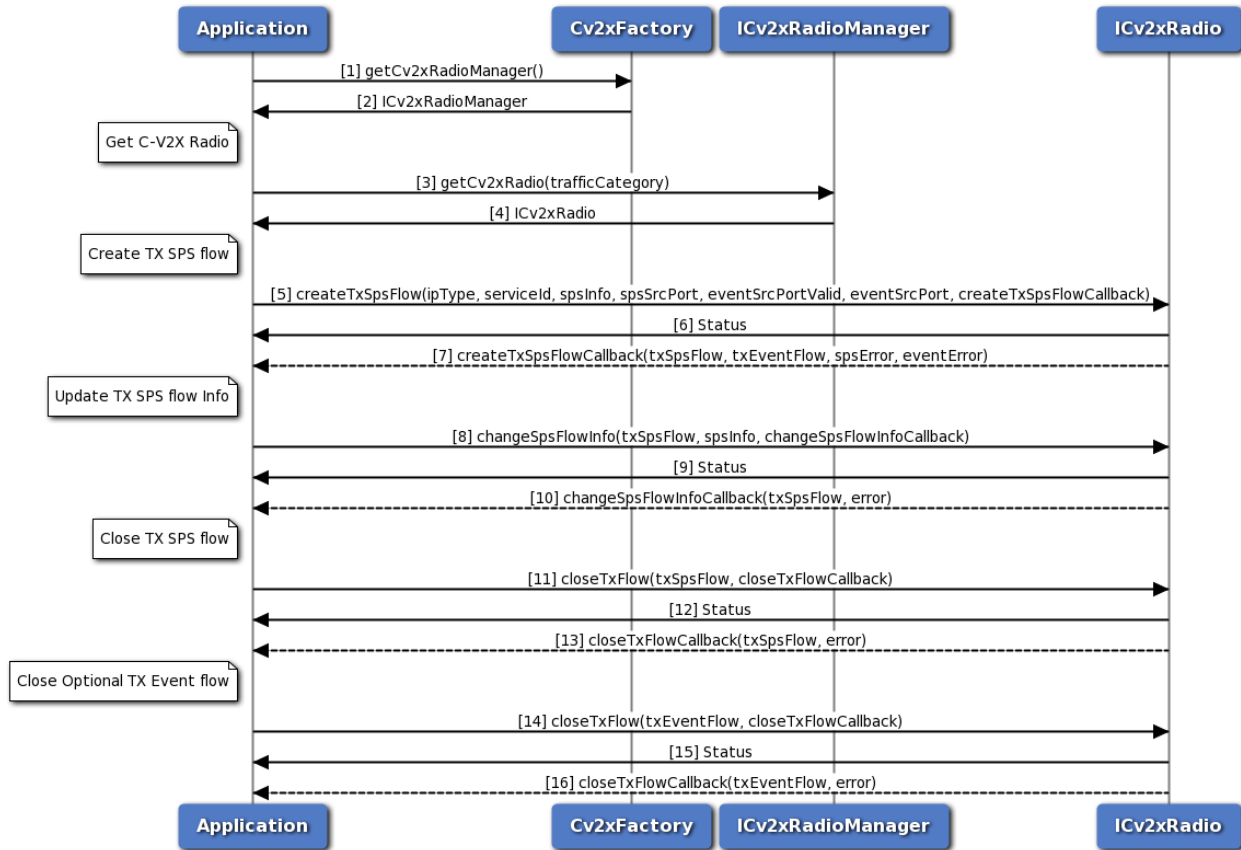 Application Cv2xFactory ICv2xRadioManager ICv2xRadio
[1] getCv2xRadioManager()
[2] ICv2xRadioManager
Get C-V2X Radio
[3] getCv2xRadio(trafficCategory)
[4] ICv2xRadio
Create TX SPS flow
[5] createTxSpsFlow(ipType, serviceId, spsInfo, spsSrcPort, eventSrcPortValid, eventSrcPort, createTxSpsFlowCallback)
[6] Status
[7] createTxSpsFlowCallback(txSpsFlow, txEventFlow, spsError, eventError)
Update TX SPS flow Info
[8] changeSpsFlowInfo(txSpsFlow, spsInfo, changeSpsFlowInfoCallback)
[9] Status
[10] changeSpsFlowInfoCallback(txSpsFlow, error)
Close TX SPS flow
[11] closeTxFlow(txSpsFlow, closeTxFlowCallback)
[12] Status
[13] closeTxFlowCallback(txSpsFlow, error)
Close Optional TX Event flow
[14] closeTxFlow(txEventFlow, closeTxFlowCallback)
[15] Status
[16] closeTxFlowCallback(txEventFlow, error)
Application Cv2xFactory ICv2xRadioManager ICv2xRadio